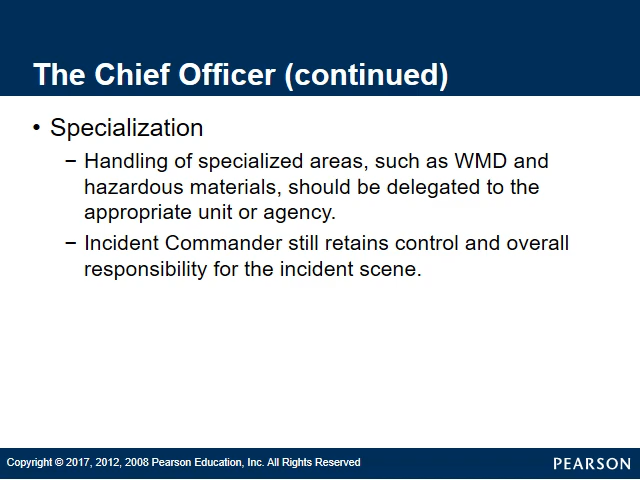 The Chief Officer (continued)
• Specialization
− Handling of specialized areas, such as WMD and
hazardous materials, should be delegated to the
appropriate unit or agency.
− Incident Commander still retains control and overall
responsibility for the incident scene.
Copyright © 2017, 2012, 2008 Pearson Education, Inc. All Rights Reserved
PEARSON